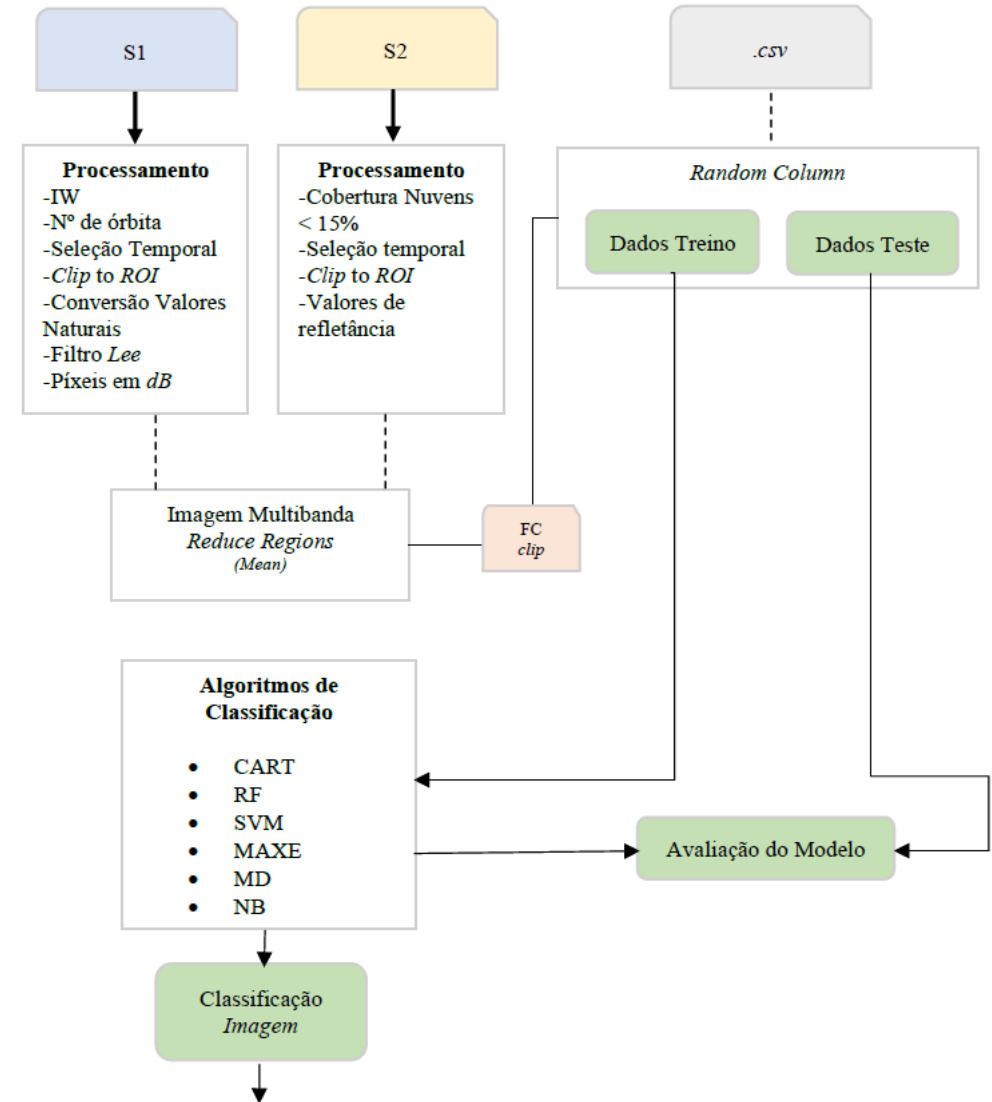 S1
S2
.csv
Processamento
-IW
-Nº de órbita
-Seleção Temporal
-Clip to ROI
-Conversão Valores
Naturais
-Filtro Lee
-Píxeis em dB
Processamento
-Cobertura Nuvens
< 15%
-Seleção temporal
-Clip to ROI
-Valores de
refletância
Random Column
Dados Treino
Dados Teste
Imagem Multibanda
Reduce Regions
(Mean)
FC
clip
Algoritmos de
Classificação
• CART
• RF
• SVM
• MAXE
• MD
• NB
Avaliação do Modelo
Classificação
Imagem